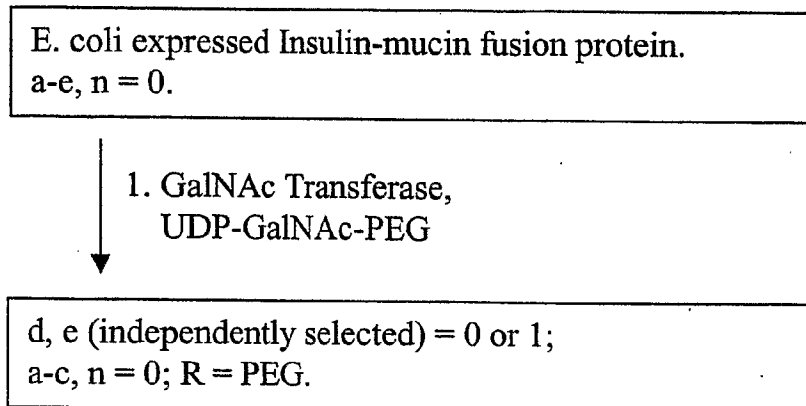 E. coli expressed Insulin-mucin fusion protein.
a-e, n = 0.
1. GalNAc Transferase,
UDP-GalNAc-PEG
d, e (independently selected) = 0 or 1;
a-c, n = 0; R = PEG.